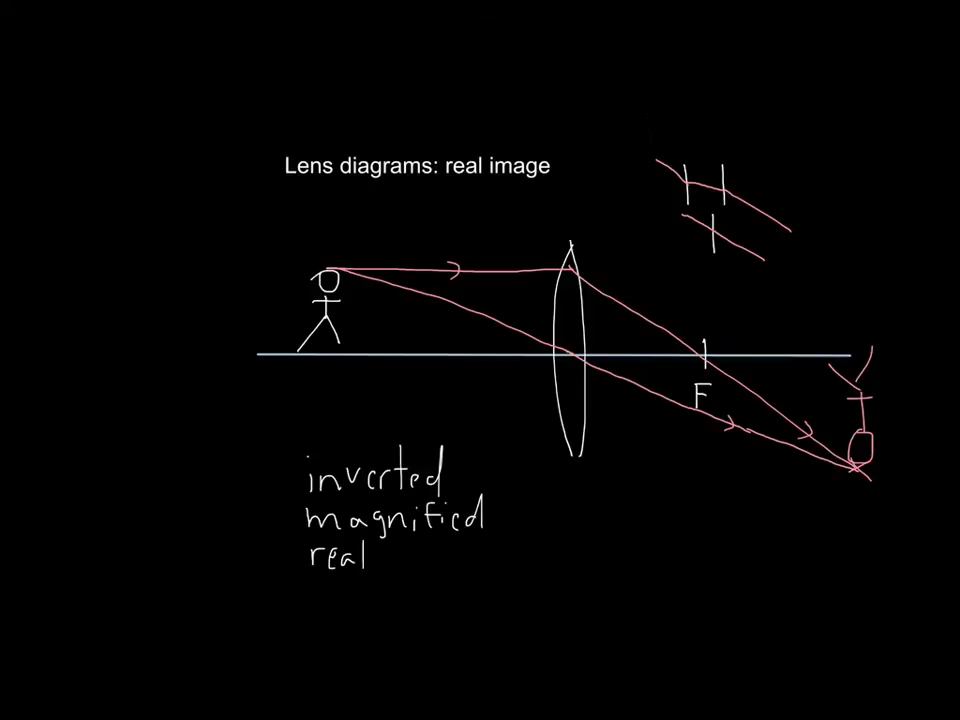 Lens diagrams: real image
F
inverted
magnified
real